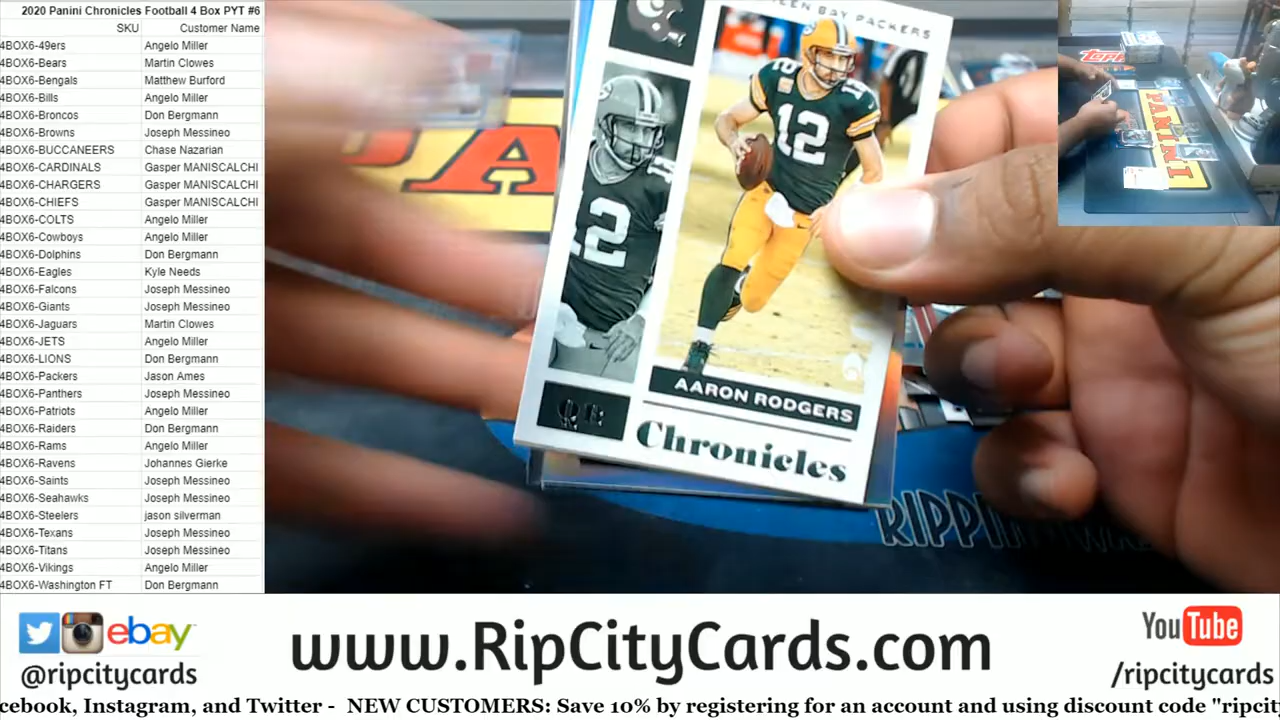 2020 Panini Chronicles Football 4 Box PYT #6
SKU Customer Name
4BOX6-49ers Angelo Miller
4BOX6-Bears Martin Clowes
4BOX6-Bengals Matthew Burford
4BOX6-Bills Angelo Miller
4BOX6-Broncos Don Bergmann
4BOX6-Browns Joseph Messineo
4BOX6-BUCCANEERS Chase Nazarian
4BOX6-CARDINALS Gasper MANISCALCHI
4BOX6-CHARGERS Gasper MANISCALCHI
4BOX6-CHIEFS Gasper MANISCALCHI
4BOX6-COLTS Angelo Miller
4BOX6-Cowboys Angelo Miller
4BOX6-Dolphins Don Bergmann
4BOX6-Eagles Kyle Needs
4BOX6-Falcons Joseph Messineo
4BOX6-Giants Joseph Messineo
4BOX6-Jaguars Martin Clowes
4BOX6-JETS Angelo Miller
4BOX6-LIONS Don Bergmann
4BOX6-Packers Jason Ames
4BOX6-Panthers Joseph Messineo
4BOX6-Patriots Angelo Miller
4BOX6-Raiders Don Bergmann
4BOX6-Rams Angelo Miller
4BOX6-Ravens Johannes Gierke
4BOX6-Saints Joseph Messineo
4BOX6-Seahawks Joseph Messineo
4BOX6-Steelers jason silverman
4BOX6-Texans Joseph Messineo
4BOX6-Titans Joseph Messineo
4BOX6-Vikings Angelo Miller
4BOX6-Washington FT Don Bergmann
BAY PACKERS
12
12
AARON RODGERS
QB
Chronicles
PANINI
ebay
@ripcitycards
www.RipCityCards.com
YouTube
/ripcitycards
cebook, Instagram, and Twitter - NEW CUSTOMERS: Save 10% by registering for an account and using discount code "ripcit